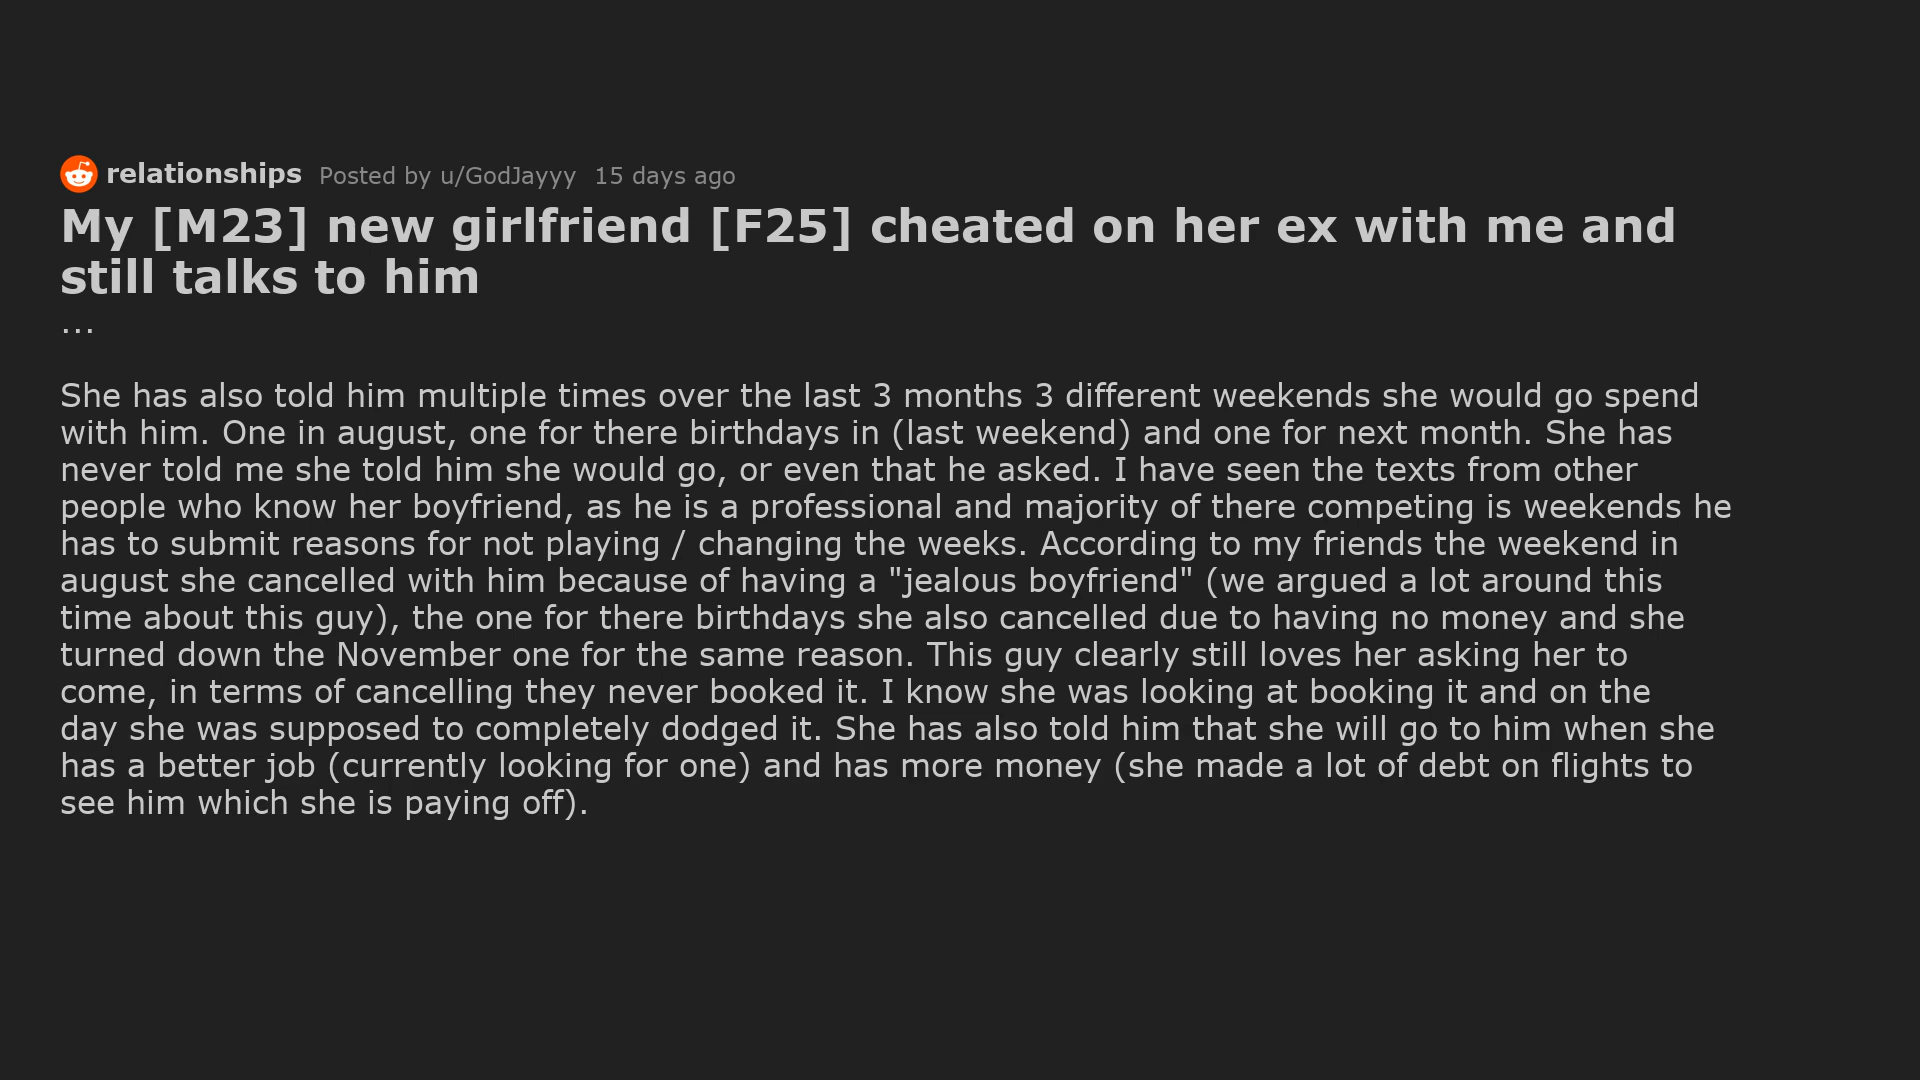 relationships Posted by u/GodJayyy 15 days ago
My [M23] new girlfriend [F25] cheated on her ex with me and
still talks to him
...
She has also told him multiple times over the last 3 months 3 different weekends she would go spend
with him. One in august, one for there birthdays in (last weekend) and one for next month. She has
never told me she told him she would go, or even that he asked. I have seen the texts from other
people who know her boyfriend, as he is a professional and majority of there competing is weekends he
has to submit reasons for not playing / changing the weeks. According to my friends the weekend in
august she cancelled with him because of having a "jealous boyfriend" (we argued a lot around this
time about this guy), the one for there birthdays she also cancelled due to having no money and she
turned down the November one for the same reason. This guy clearly still loves her asking her to
come, in terms of cancelling they never booked it. I know she was looking at booking it and on the
day she was supposed to completely dodged it. She has also told him that she will go to him when she
has a better job (currently looking for one) and has more money (she made a lot of debt on flights to
see him which she is paying off).